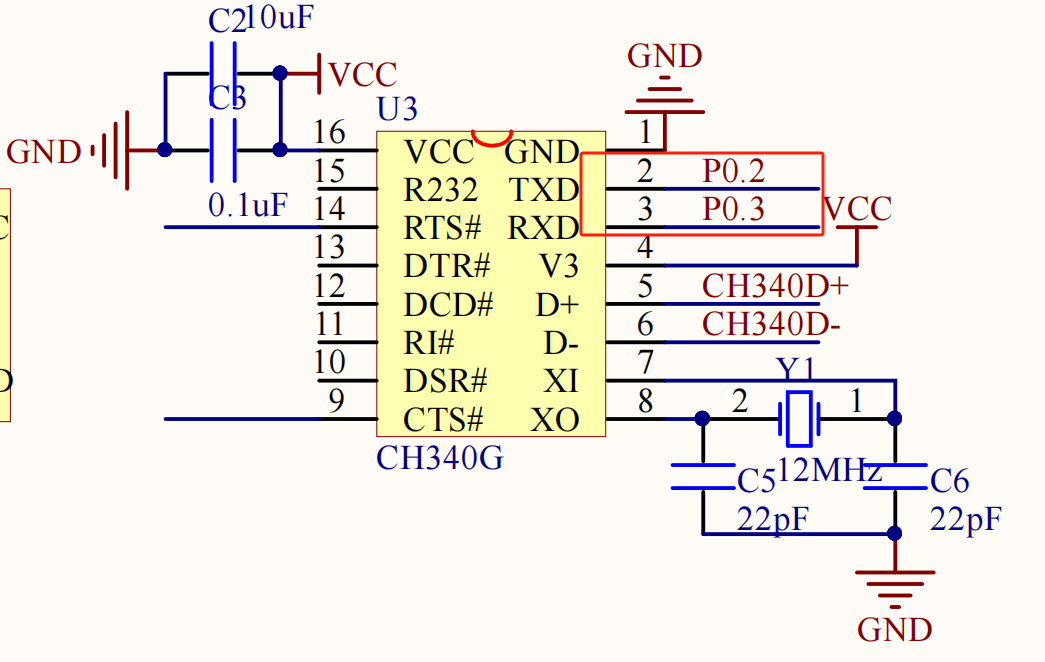 C2
10uF
VCC
C3
GND
0.1uF
U3
GND
16
VCC
GND
1
15
R232
TXD
2
P0.2
14
RTS#
RXD
3
P0.3
VCC
13
DTR#
V3
4
12
DCD#
D+
5
CH340D+
11
RI#
D-
6
CH340D-
10
DSR#
XI
7
Y1
9
CTS#
XO
8
2
1
CH340G
C5
12MHz
C6
22pF
22pF
GND